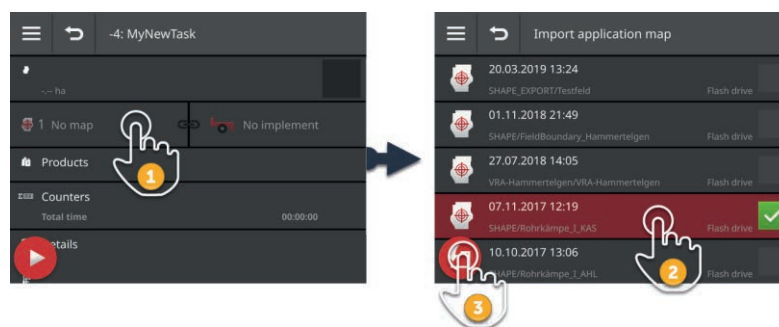 -4: MyNewTask
-.-- ha
1 No map
No implement
Products
Counters
Total time 00:00:00
etails
1
Import application map
20.03.2019 13:24
SHAPE_EXPORT/Testfeld Flash drive
01.11.2018 21:49
SHAPE/FieldBoundary_Hammertelgen Flash drive
27.07.2018 14:05
VRA-Hammertelgen/VRA-Hammertelgen Flash drive
07.11.2017 12:19
SHAPE/Rohrkämpe_I_KAS Flash drive
10.10.2017 13:06
HAPE/Rohrkämpe_I_AHL Flash drive
2
3